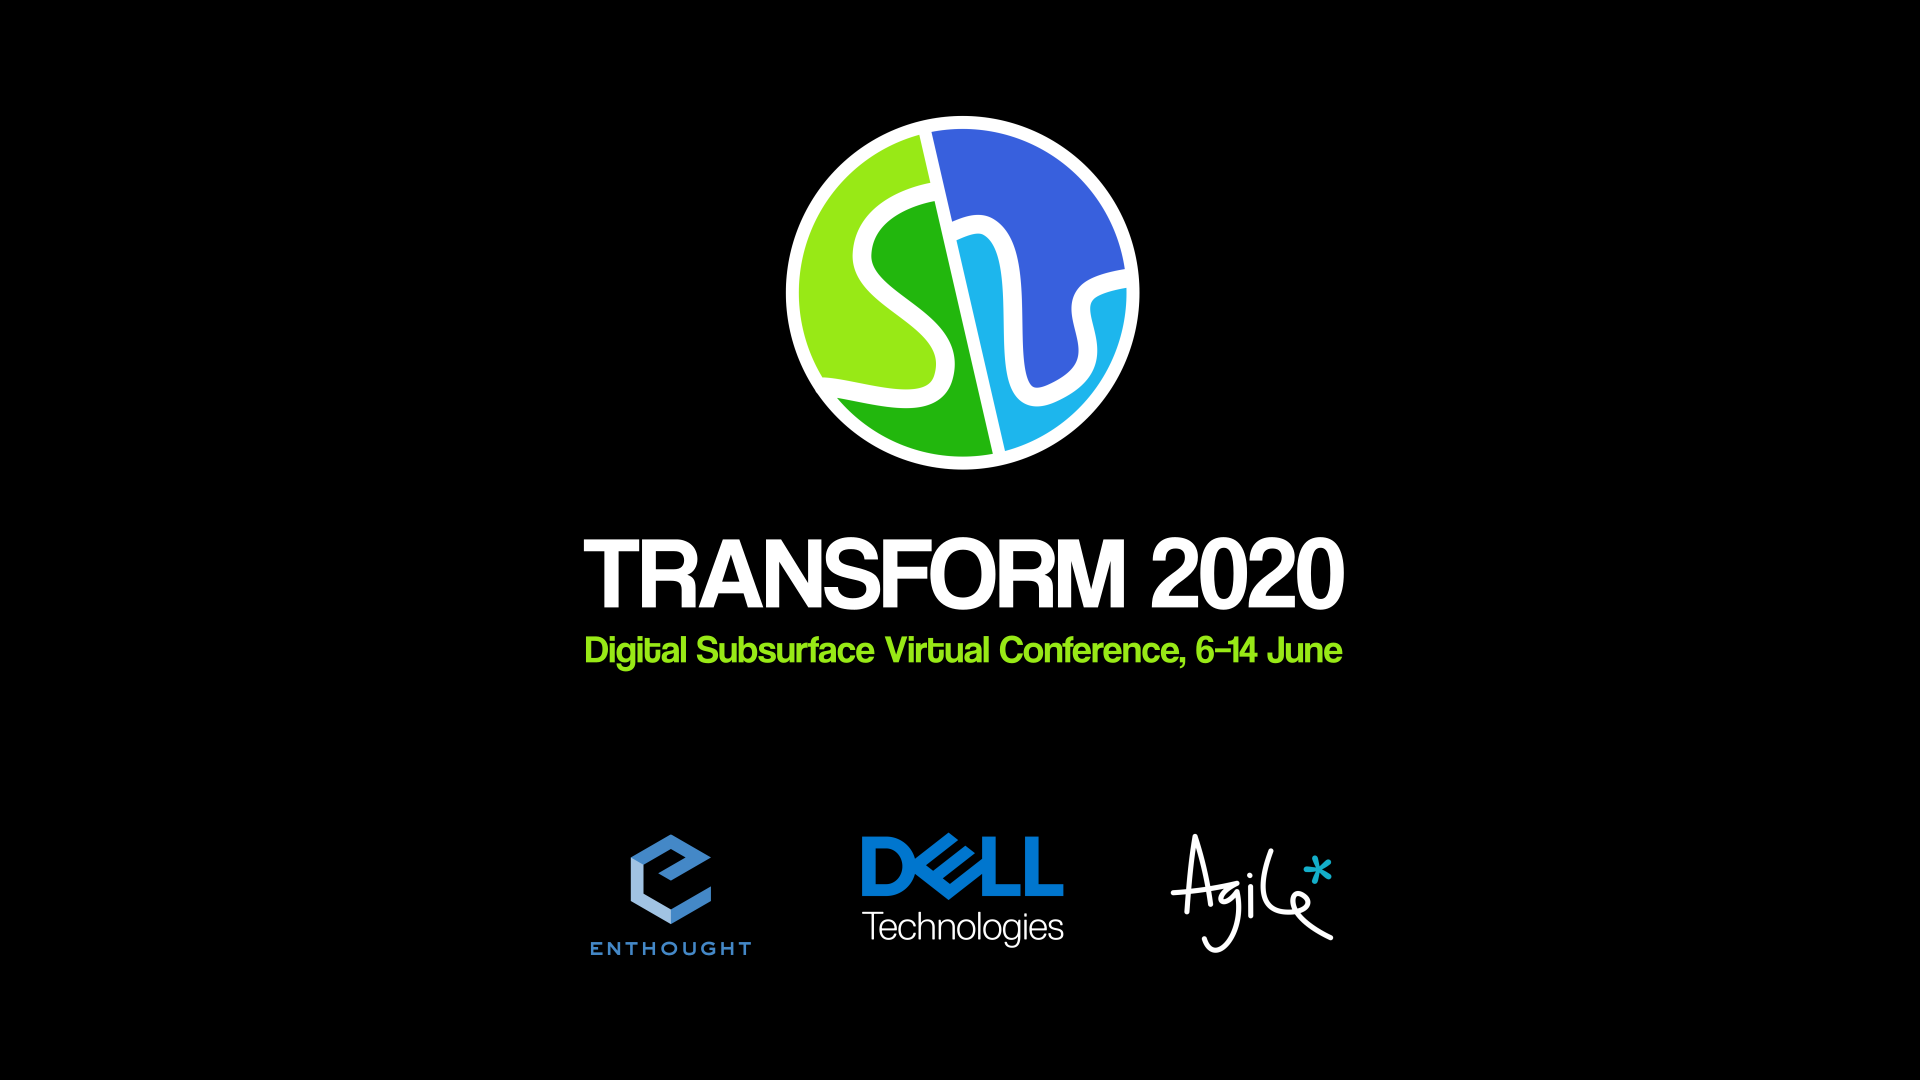 TRANSFORM 2020
Digital Subsurface Virtual Conference, 6–14 June
ENTHOUGHT
DELL
Technologies
Agile*